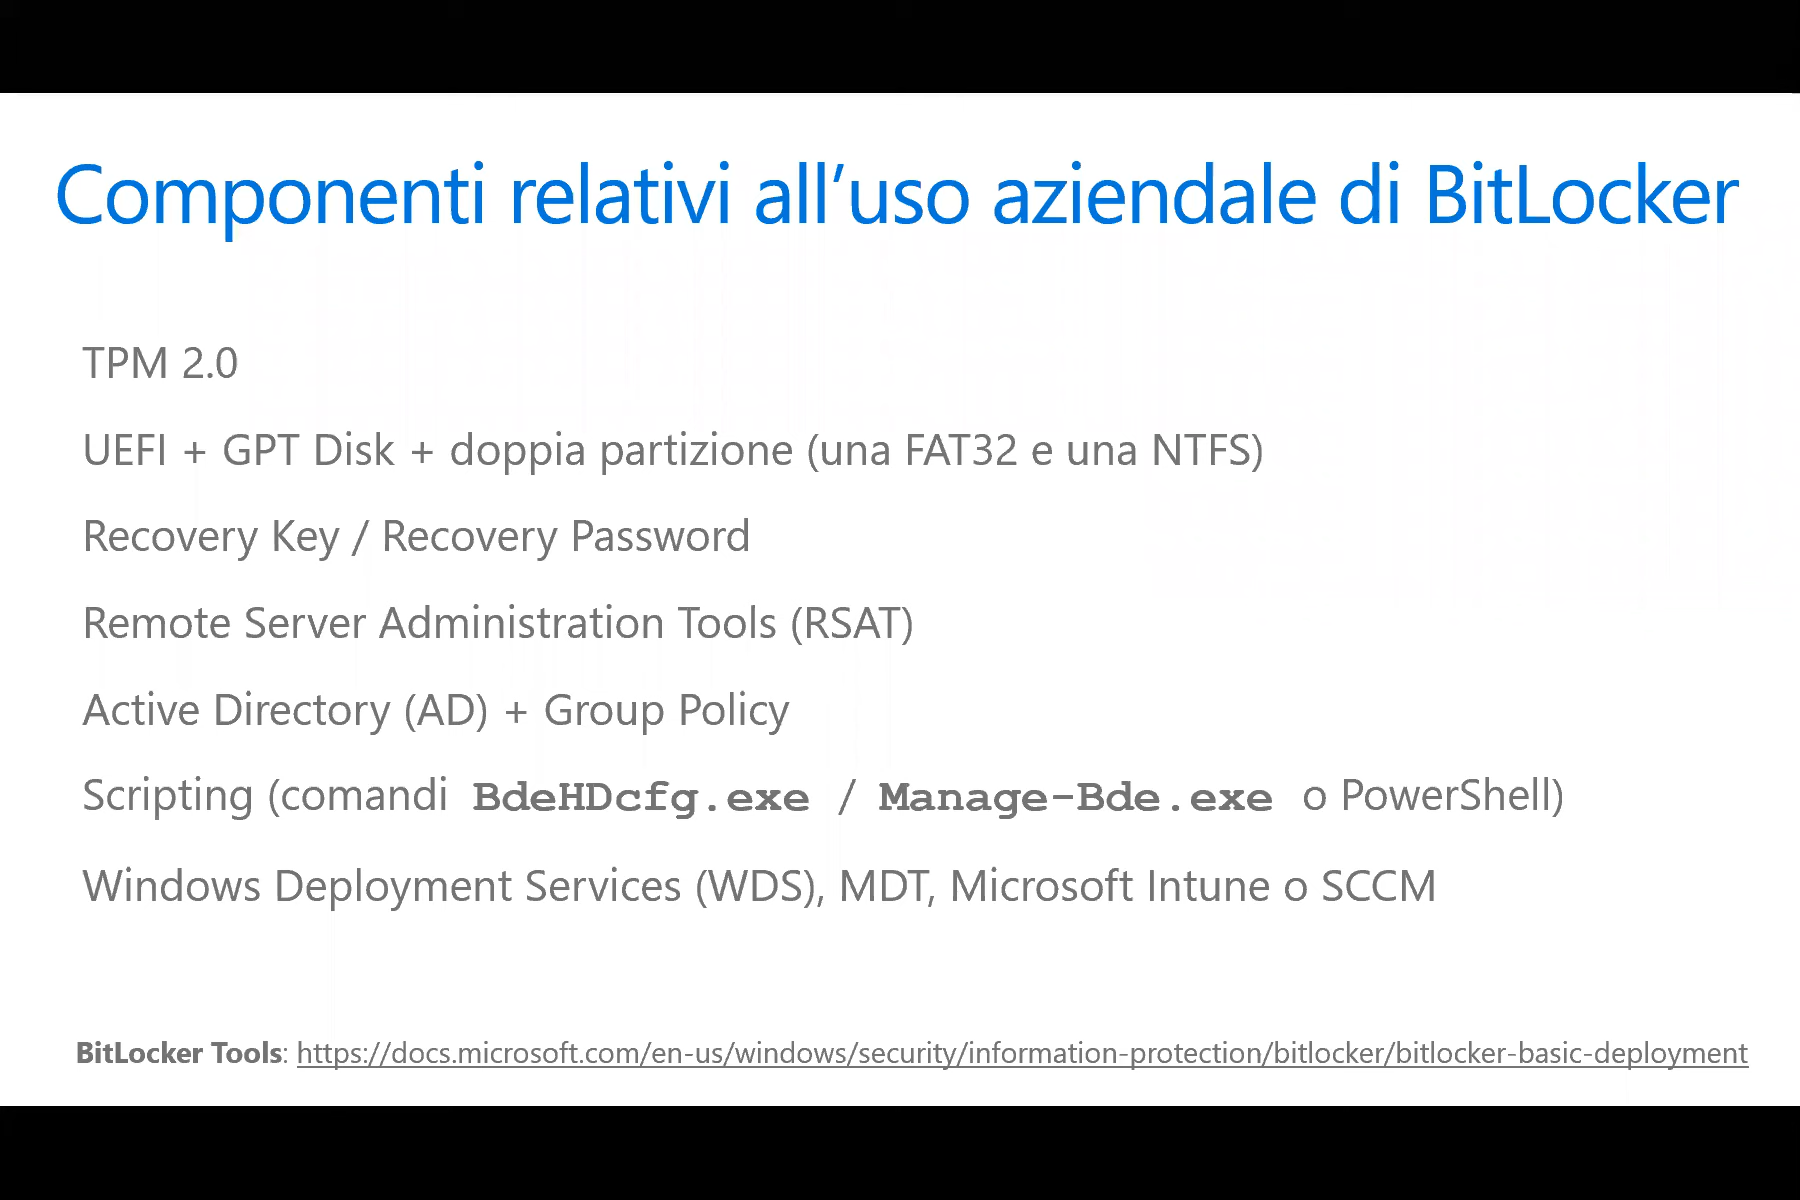 Componenti relativi all’uso aziendale di BitLocker
TPM 2.0
UEFI + GPT Disk + doppia partizione (una FAT32 e una NTFS)
Recovery Key / Recovery Password
Remote Server Administration Tools (RSAT)
Active Directory (AD) + Group Policy
Scripting (comandi BdeHDcfg.exe / Manage-Bde.exe o PowerShell)
Windows Deployment Services (WDS), MDT, Microsoft Intune o SCCM
BitLocker Tools: https://docs.microsoft.com/en-us/windows/security/information-protection/bitlocker/bitlocker-basic-deployment